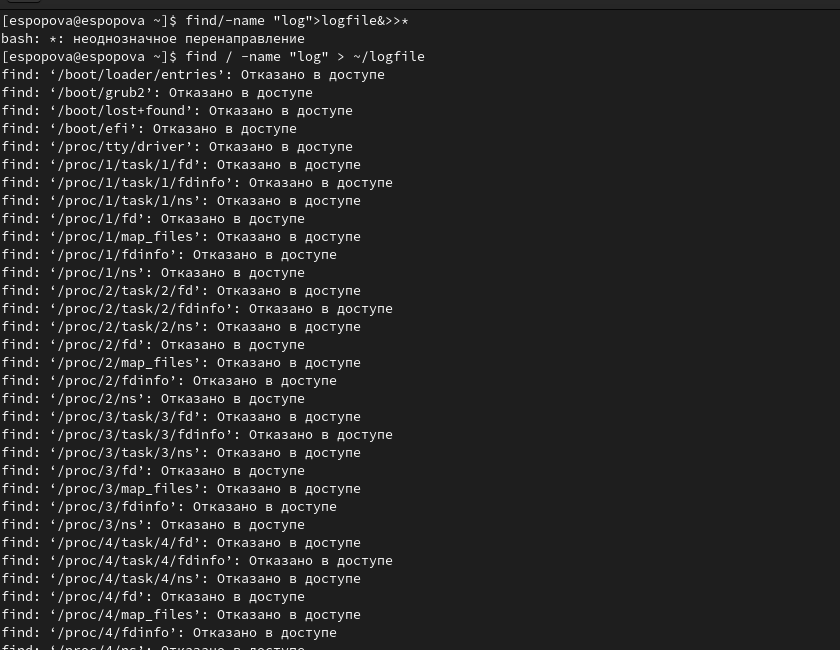 [espopova@espopova ~]$ find/-name "log">logfile&>>*
bash: *: неоднозначное перенаправление
[espopova@espopova ~]$ find / -name "log" > ~/logfile
find: ‘/boot/loader/entries’: Отказано в доступе
find: ‘/boot/grub2’: Отказано в доступе
find: ‘/boot/lost+found’: Отказано в доступе
find: ‘/boot/efi’: Отказано в доступе
find: ‘/proc/tty/driver’: Отказано в доступе
find: ‘/proc/1/task/1/fd’: Отказано в доступе
find: ‘/proc/1/task/1/fdinfo’: Отказано в доступе
find: ‘/proc/1/task/1/ns’: Отказано в доступе
find: ‘/proc/1/fd’: Отказано в доступе
find: ‘/proc/1/map_files’: Отказано в доступе
find: ‘/proc/1/fdinfo’: Отказано в доступе
find: ‘/proc/1/ns’: Отказано в доступе
find: ‘/proc/2/task/2/fd’: Отказано в доступе
find: ‘/proc/2/task/2/fdinfo’: Отказано в доступе
find: ‘/proc/2/task/2/ns’: Отказано в доступе
find: ‘/proc/2/fd’: Отказано в доступе
find: ‘/proc/2/map_files’: Отказано в доступе
find: ‘/proc/2/fdinfo’: Отказано в доступе
find: ‘/proc/2/ns’: Отказано в доступе
find: ‘/proc/3/task/3/fd’: Отказано в доступе
find: ‘/proc/3/task/3/fdinfo’: Отказано в доступе
find: ‘/proc/3/task/3/ns’: Отказано в доступе
find: ‘/proc/3/fd’: Отказано в доступе
find: ‘/proc/3/map_files’: Отказано в доступе
find: ‘/proc/3/fdinfo’: Отказано в доступе
find: ‘/proc/3/ns’: Отказано в доступе
find: ‘/proc/4/task/4/fd’: Отказано в доступе
find: ‘/proc/4/task/4/fdinfo’: Отказано в доступе
find: ‘/proc/4/task/4/ns’: Отказано в доступе
find: ‘/proc/4/fd’: Отказано в доступе
find: ‘/proc/4/map_files’: Отказано в доступе
find: ‘/proc/4/fdinfo’: Отказано в доступе
find: ‘/proc/4/ns’: Отказано в доступе